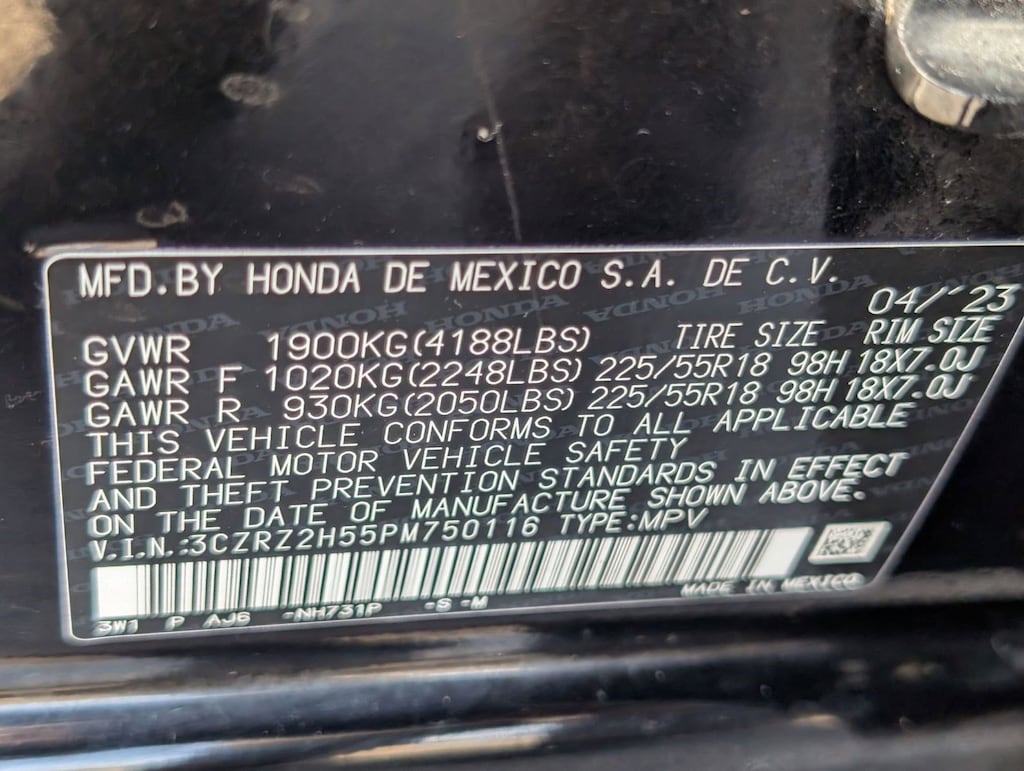 MFD.BY HONDA DE MEXICO S.A. DE C.V.
04/ 23
GVWR 1900KG(4188LBS) TIRE SIZE RIM SIZE
GAWR F 1020KG(2248LBS) 225/55R18 98H 18X7.0J
GAWR R 930KG(2050LBS) 225/55R18 98H 18X7.0J
THIS VEHICLE CONFORMS TO ALL APPLICABLE
FEDERAL MOTOR VEHICLE SAFETY
AND THEFT PREVENTION STANDARDS IN EFFECT
ON THE DATE OF MANUFACTURE SHOWN ABOVE.
V.I.N.:3CZRZ2H55PM750116 TYPE:MPV
MADE IN MEXICO
3W1 P AJ6 -NH731P -S -M